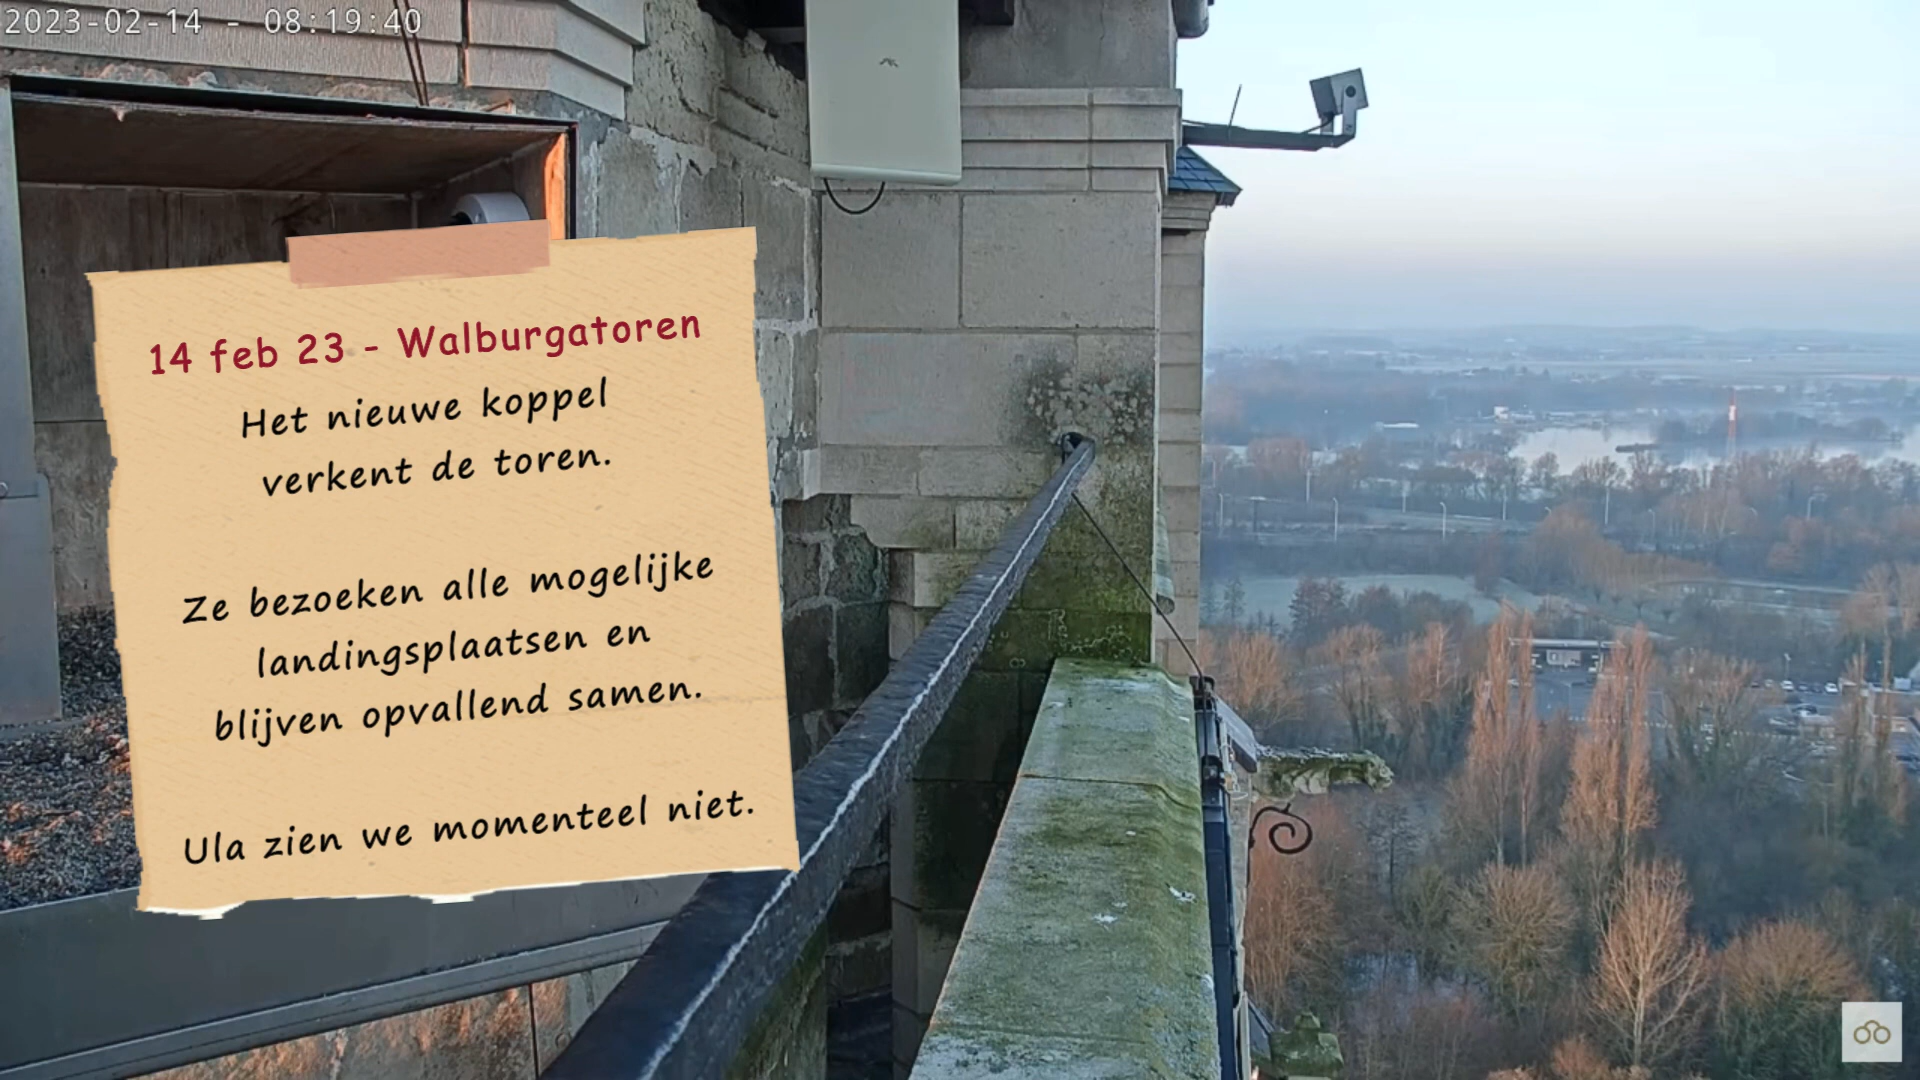 2023-02-14 - 08:19:40
14 feb 23 - Walburgatoren
Het nieuwe koppel
verkent de toren.
Ze bezoeken alle mogelijke
landingsplaatsen en
blijven opvallend samen.
Ula zien we momenteel niet.